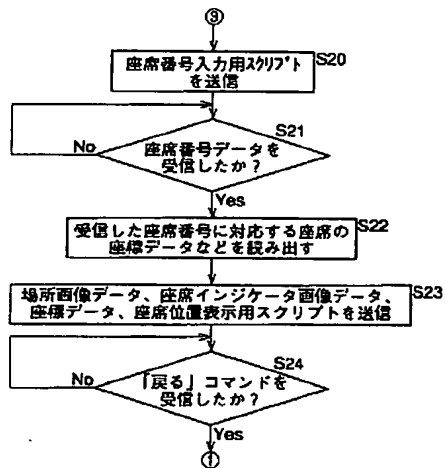 ③
座席番号入力用スクリプト
を送信
S20
S21
座席番号データを
受信したか？
No
Yes
受信した座席番号に対応する座席の
座標データなどを読み出す
S22
場所画像データ、座席インジケータ画像データ、
座標データ、座席位置表示用スクリプトを送信
S23
S24
「戻る」コマンドを
受信したか？
No
Yes
①